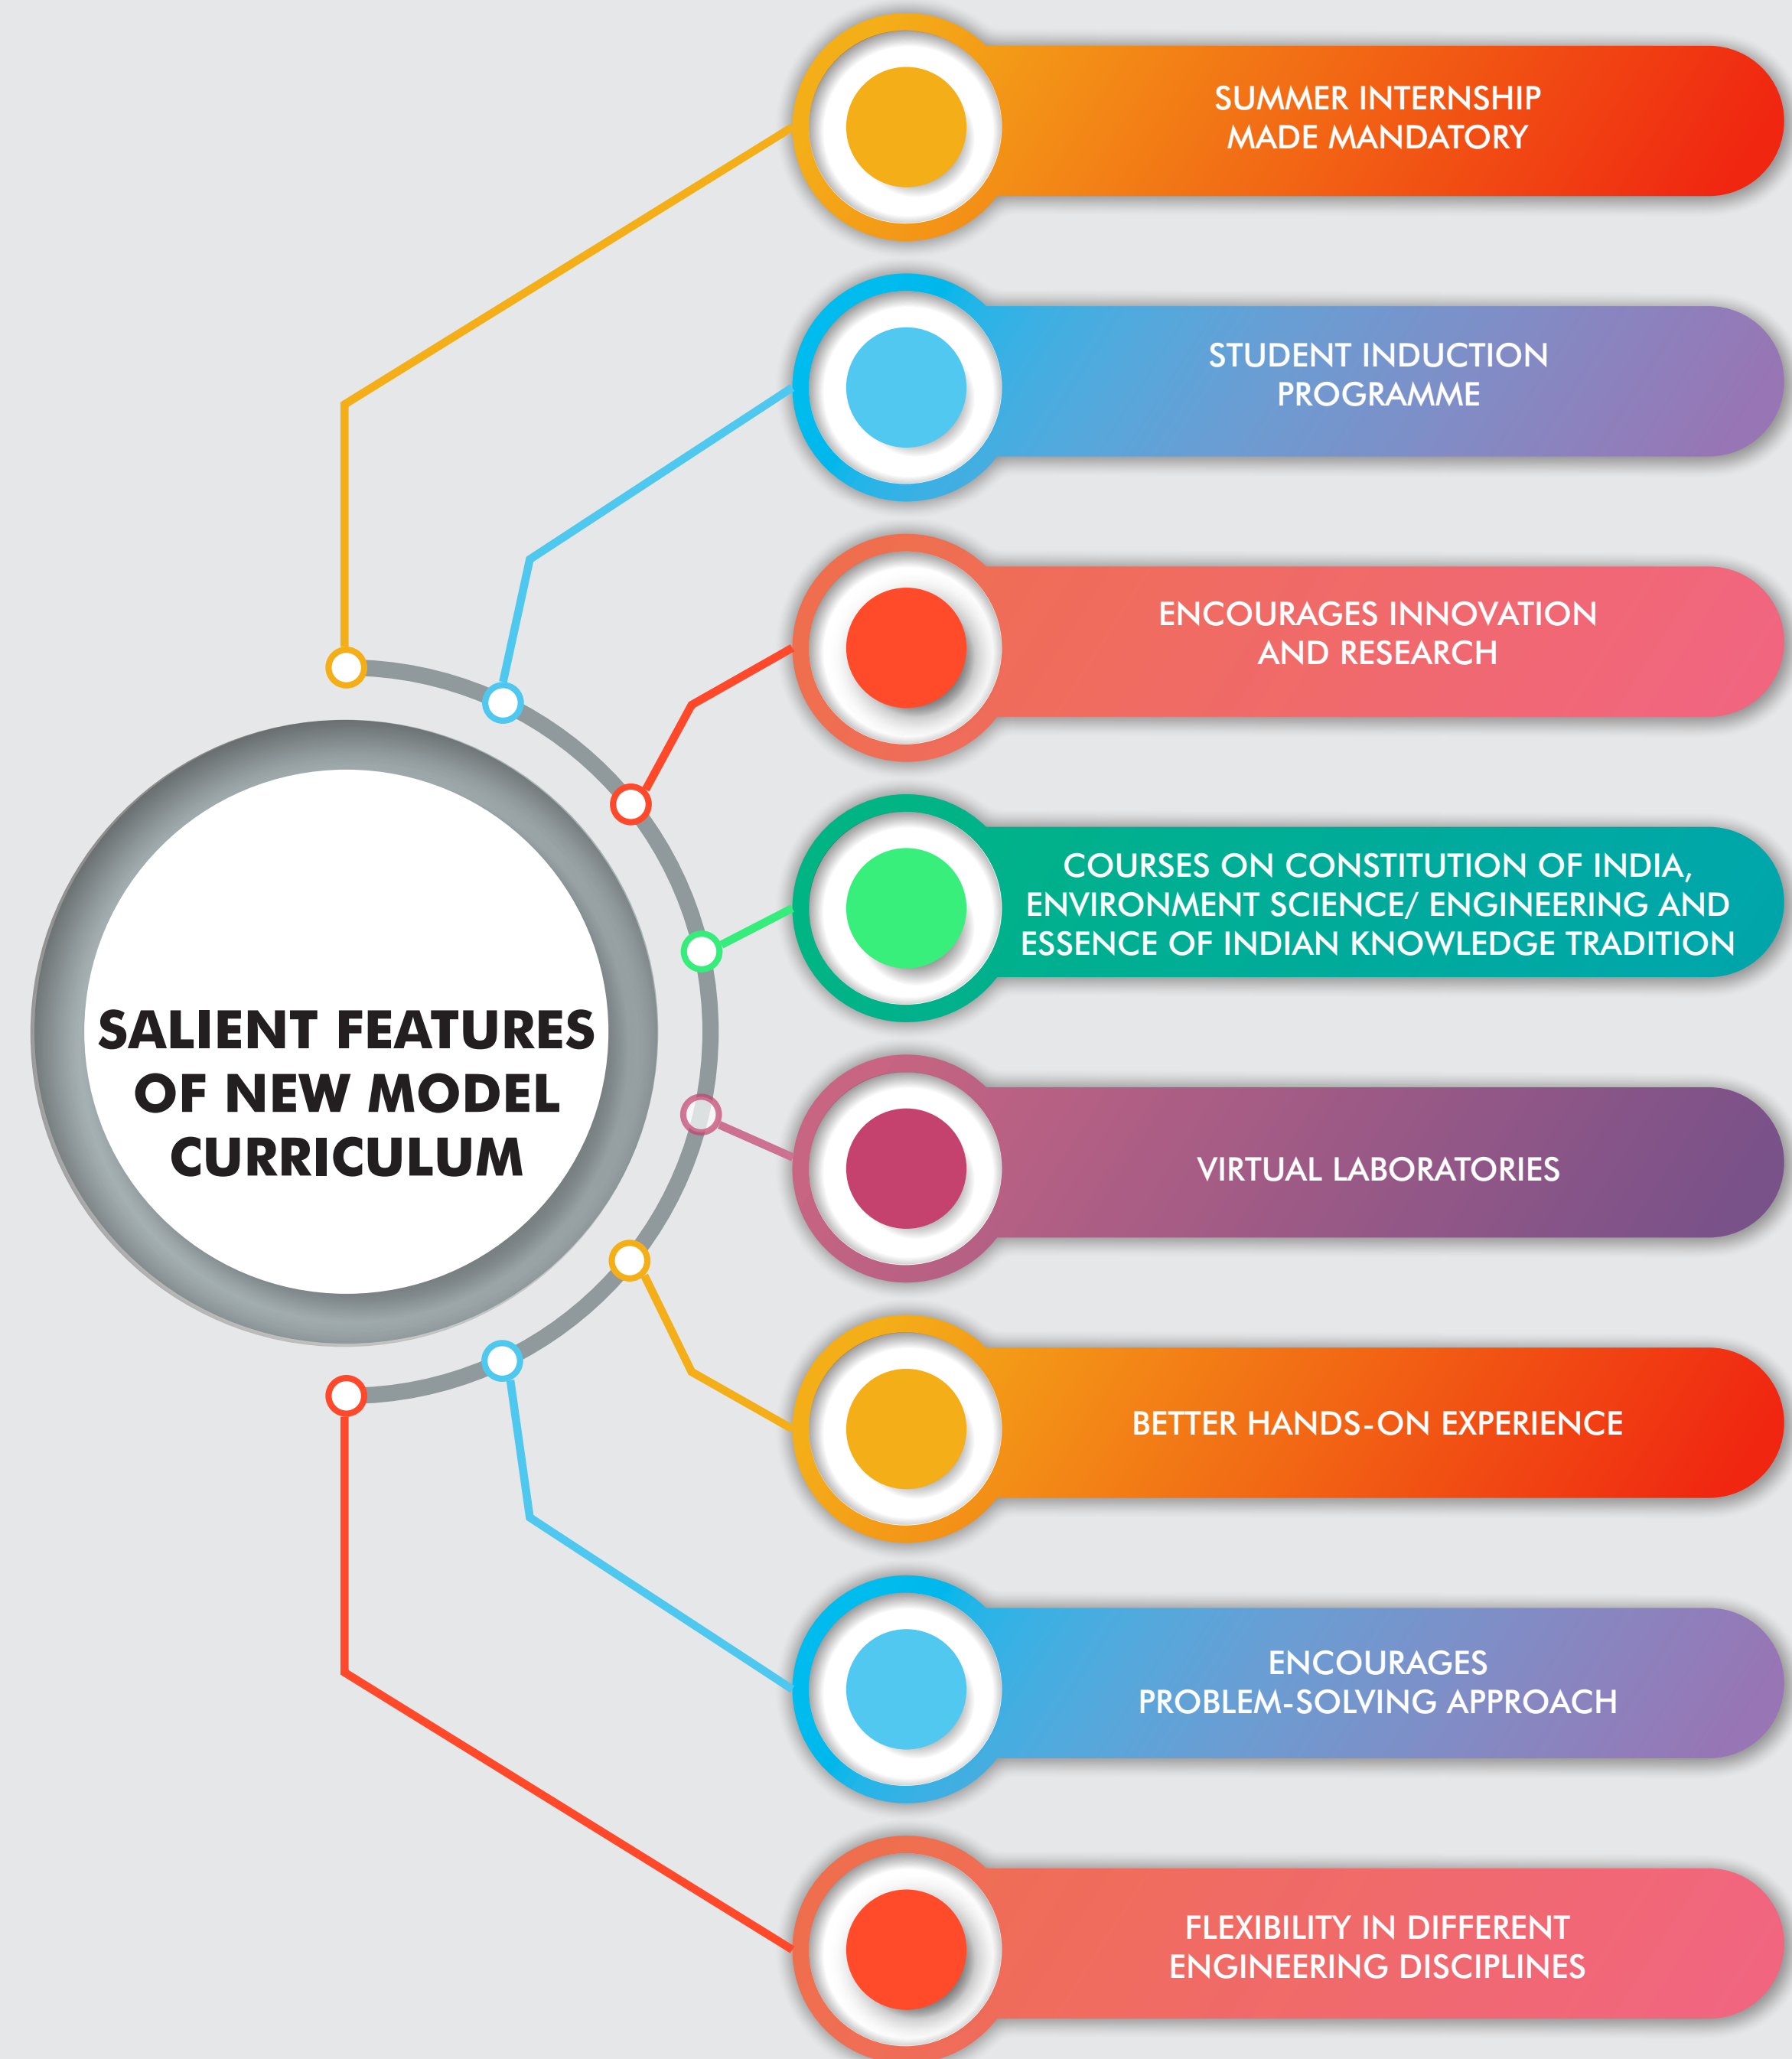 SUMMER INTERNSHIP
MADE MANDATORY
STUDENT INDUCTION
PROGRAMME
ENCOURAGES INNOVATION
AND RESEARCH
COURSES ON CONSTITUTION OF INDIA,
ENVIRONMENT SCIENCE/ ENGINEERING AND
ESSENCE OF INDIAN KNOWLEDGE TRADITION
SALIENT FEATURES
OF NEW MODEL
CURRICULUM
VIRTUAL LABORATORIES
BETTER HANDS-ON EXPERIENCE
ENCOURAGES
PROBLEM-SOLVING APPROACH
FLEXIBILITY IN DIFFERENT
ENGINEERING DISCIPLINES